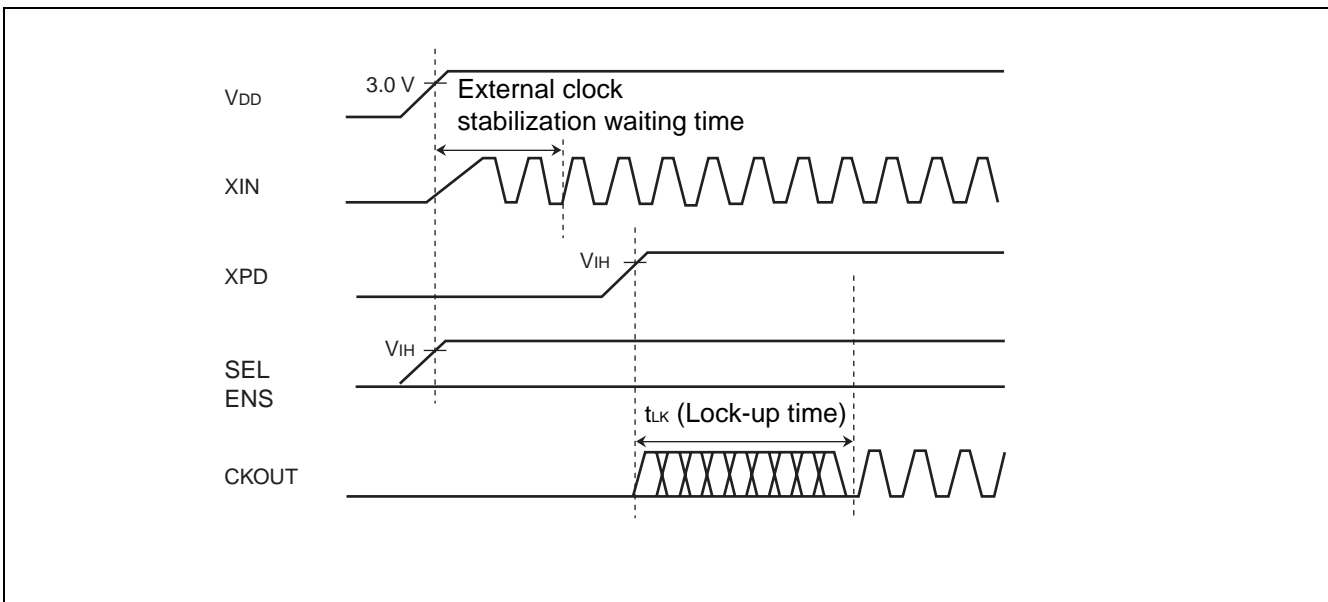 VDD
3.0 V
External clock
stabilization waiting time
XIN
XPD
VIH
SEL
ENS
VIH
tLK (Lock-up time)
CKOUT